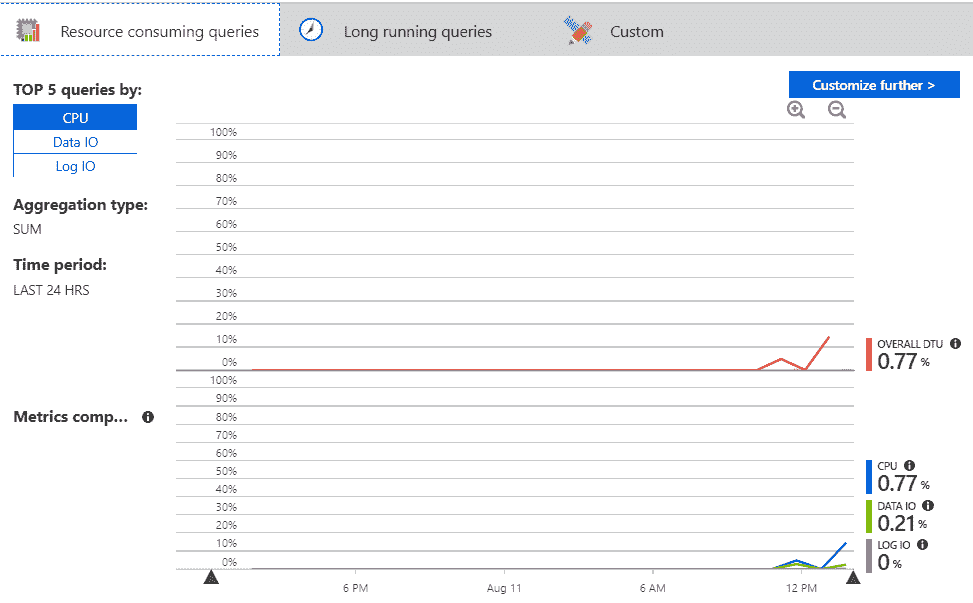 Resource consuming queries
Long running queries
Custom
TOP 5 queries by:
CPU
Data IO
Log IO
Aggregation type:
SUM
Time period:
LAST 24 HRS
Metrics comp...
Customize further >
100%
90%
80%
70%
60%
50%
40%
30%
20%
10%
0%
OVERALL DTU
0.77 %
100%
90%
80%
70%
60%
50%
40%
30%
20%
10%
0%
CPU
0.77 %
DATA IO
0.21 %
LOG IO
0 %
6 PM
Aug 11
6 AM
12 PM